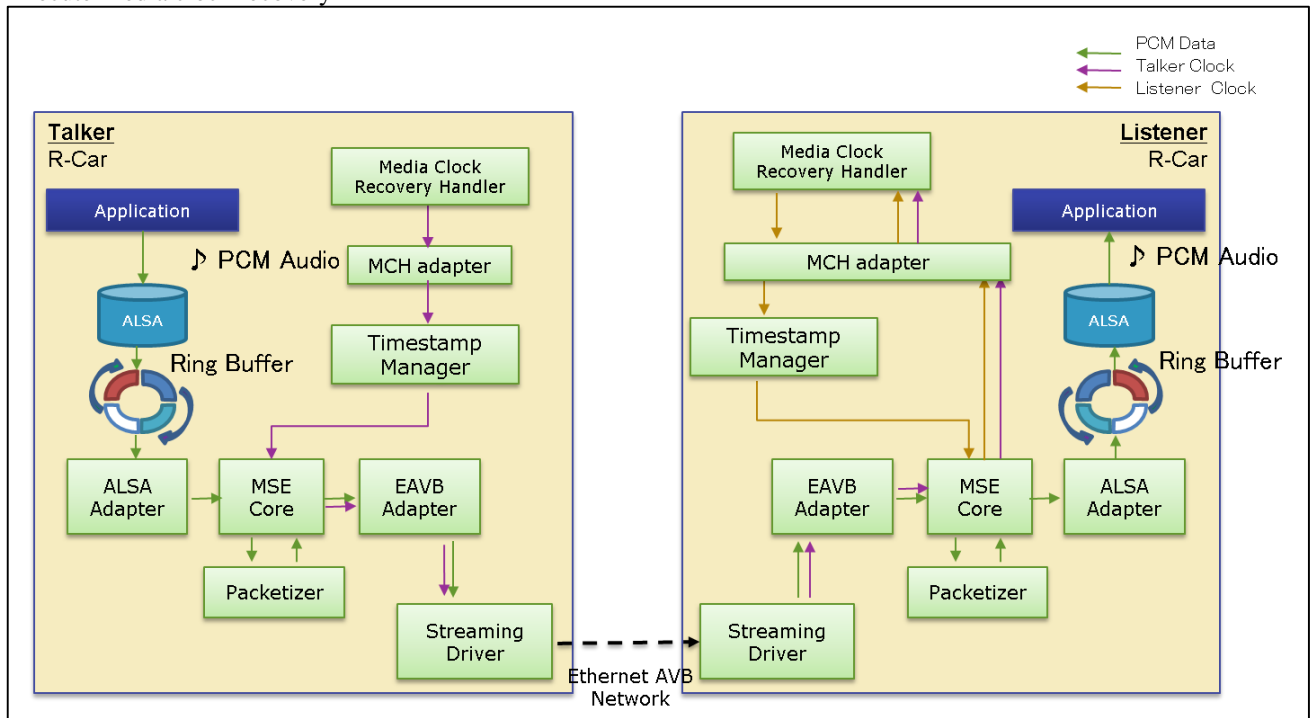 PCM Data
Talker Clock
Listener Clock
Talker
R-Car
Media Clock
Recovery Handler
Application
♪ PCM Audio
MCH adapter
ALSA
Ring Buffer
Timestamp
Manager
ALSA
Adapter
MSE
Core
EAVB
Adapter
Packetizer
Streaming
Driver
Ethernet AVB
Network
Listener
R-Car
Media Clock
Recovery Handler
Application
♪ PCM Audio
MCH adapter
ALSA
Ring Buffer
Timestamp
Manager
EAVB
Adapter
MSE
Core
ALSA
Adapter
Packetizer
Streaming
Driver